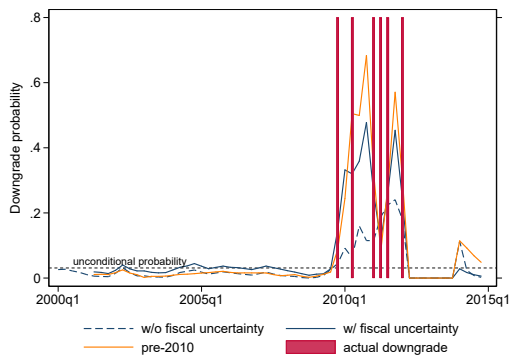 .8
.6
.4
.2
0
Downgrade probability
unconditional probability
2000q1 2005q1 2010q1 2015q1
w/o fiscal uncertainty w/ fiscal uncertainty
pre-2010 actual downgrade